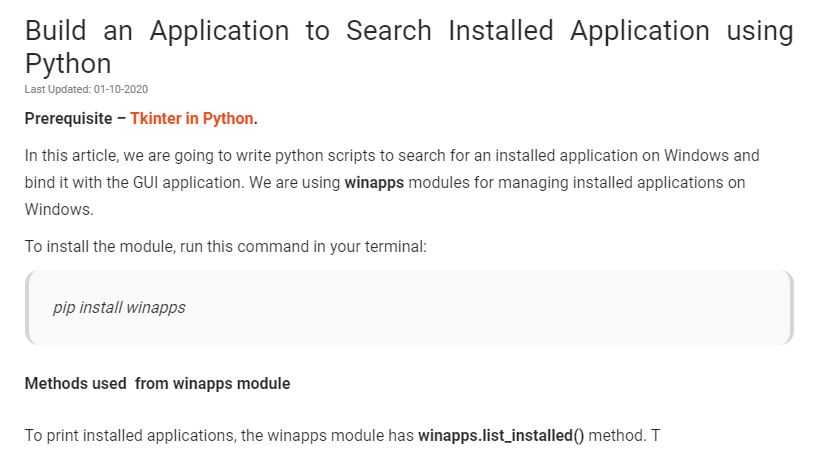 Build an Application to Search Installed Application using
Python
Last Updated: 01-10-2020
Prerequisite – Tkinter in Python.
In this article, we are going to write python scripts to search for an installed application on Windows and
bind it with the GUI application. We are using winapps modules for managing installed applications on
Windows.
To install the module, run this command in your terminal:
pip install winapps
Methods used  from winapps module
To print installed applications, the winapps module has winapps.list_installed() method. T